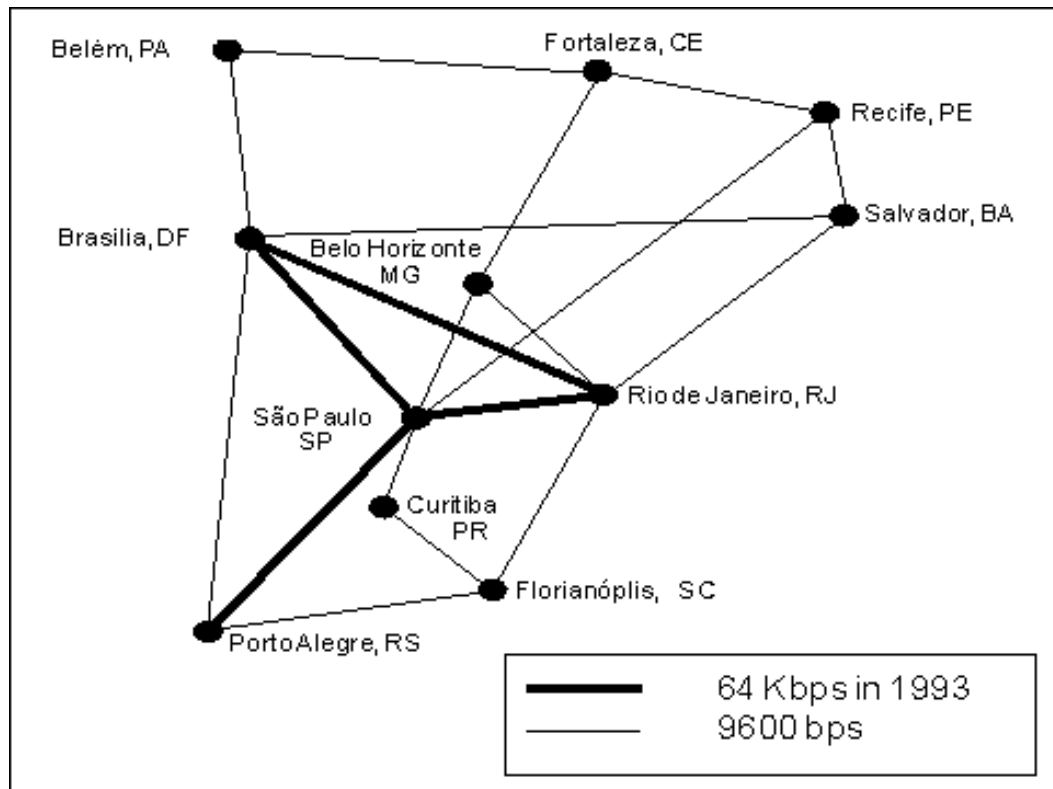 Belém, PA
Fortaleza, CE
Recife, PE
Salvador, BA
Brasilia, DF
Belo Horizonte
MG
Rio de Janeiro, RJ
São Paulo
SP
Curitiba
PR
Florianóplis, SC
Porto Alegre, RS
64 Kbps in 1993
9600 bps